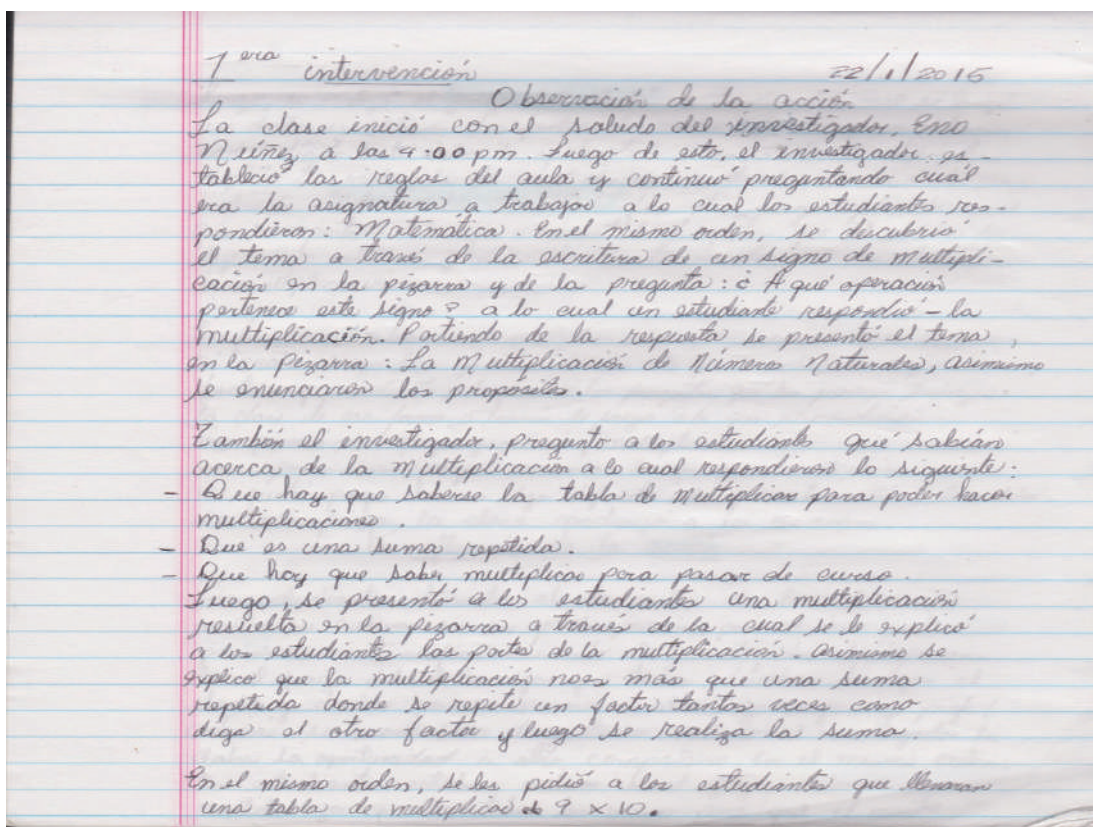 1era intervención 22/1/2015
Observación de la acción
La clase inició con el saludo del investigador, Eno
Núñez a las 4:00 pm. Luego de esto, el investigador es-
tableció las reglas del aula y continuó preguntando cuál
era la asignatura a trabajar a lo cual los estudiantes res-
pondieron: Matemática. En el mismo orden, se descubrió
el tema a través de la escritura de un signo de multipli-
cación en la pizarra y de la pregunta: ¿A qué operación
pertenece este signo? a lo cual un estudiante respondió - la
multiplicación. Partiendo de la respuesta se presentó el tema,
en la pizarra: La Multiplicación de Números Naturales, asimismo
se enunciaron los propósitos.
También el investigador, pregunto a los estudiantes qué sabían
acerca de la multiplicación a lo cual respondieron lo siguiente:
- Que hay que saberse la tabla de multiplicar para poder hacer
multiplicaciones.
- Que es una suma repetida.
- Que hay que saber multiplicar para pasar de curso.
Luego, se presentó a los estudiantes una multiplicación
resuelta en la pizarra a través de la cual se le explicó
a los estudiantes las partes de la multiplicación. Asimismo se
explico que la multiplicación no es más que una suma
repetida donde se repite un factor tantas veces como
diga el otro factor y luego se realiza la suma.
En el mismo orden, se les pidió a los estudiantes que llenaran
una tabla de multiplicar 9 x 10.